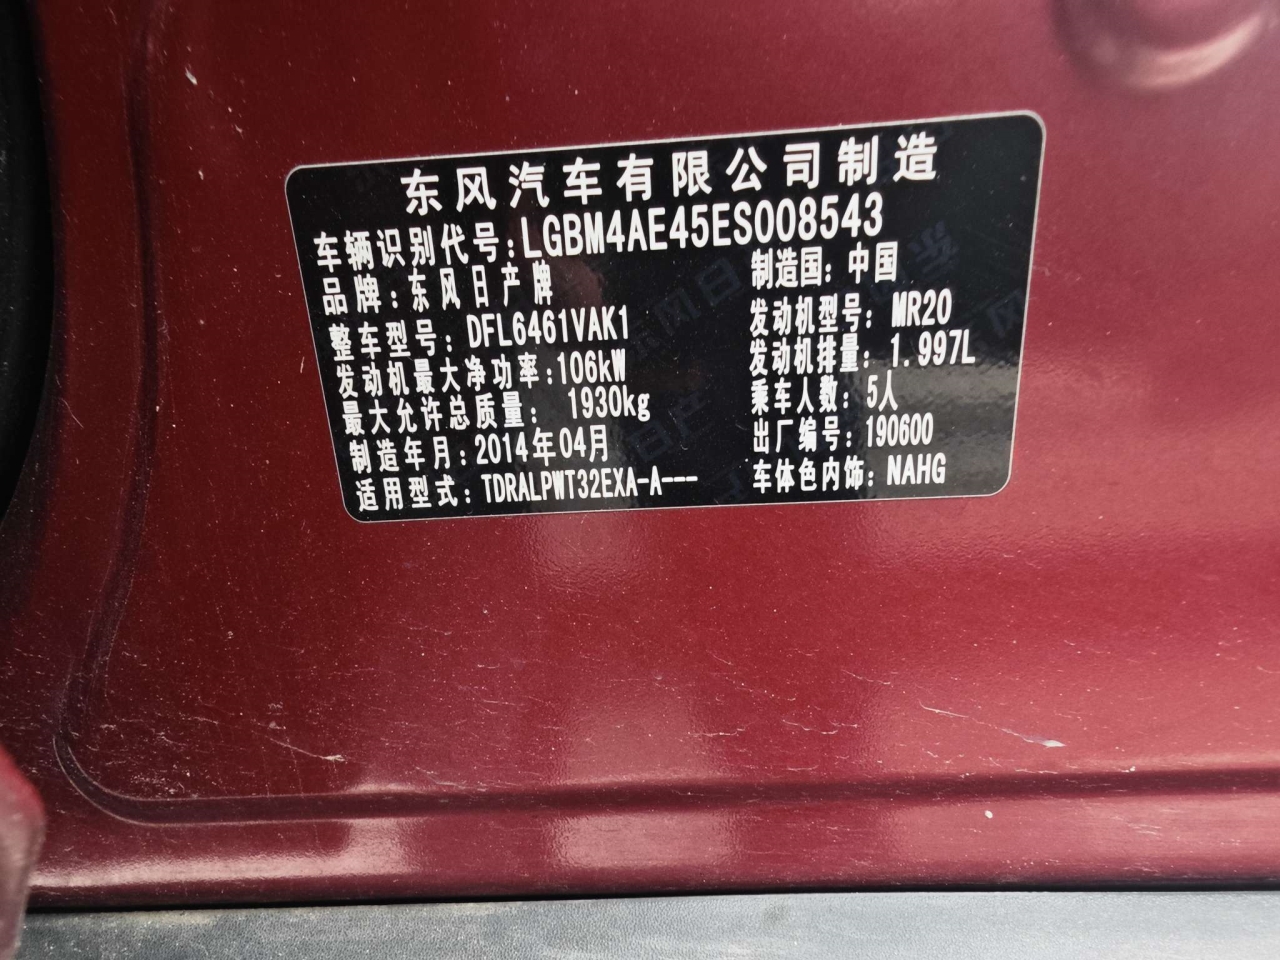 东风汽车有限公司制造
车辆识别代号:LGBM4AE45ES008543
品牌:东风日产牌 制造国:中国
整车型号:DFL6461VAK1 发动机型号:MR20
发动机最大净功率:106kW 发动机排量:1.997L
最大允许总质量: 1930kg 乘车人数:5人
制造年月:2014年04月 出厂编号:190600
适用型式:TDRALPWT32EXA-A--- 车体色内饰:NAHG